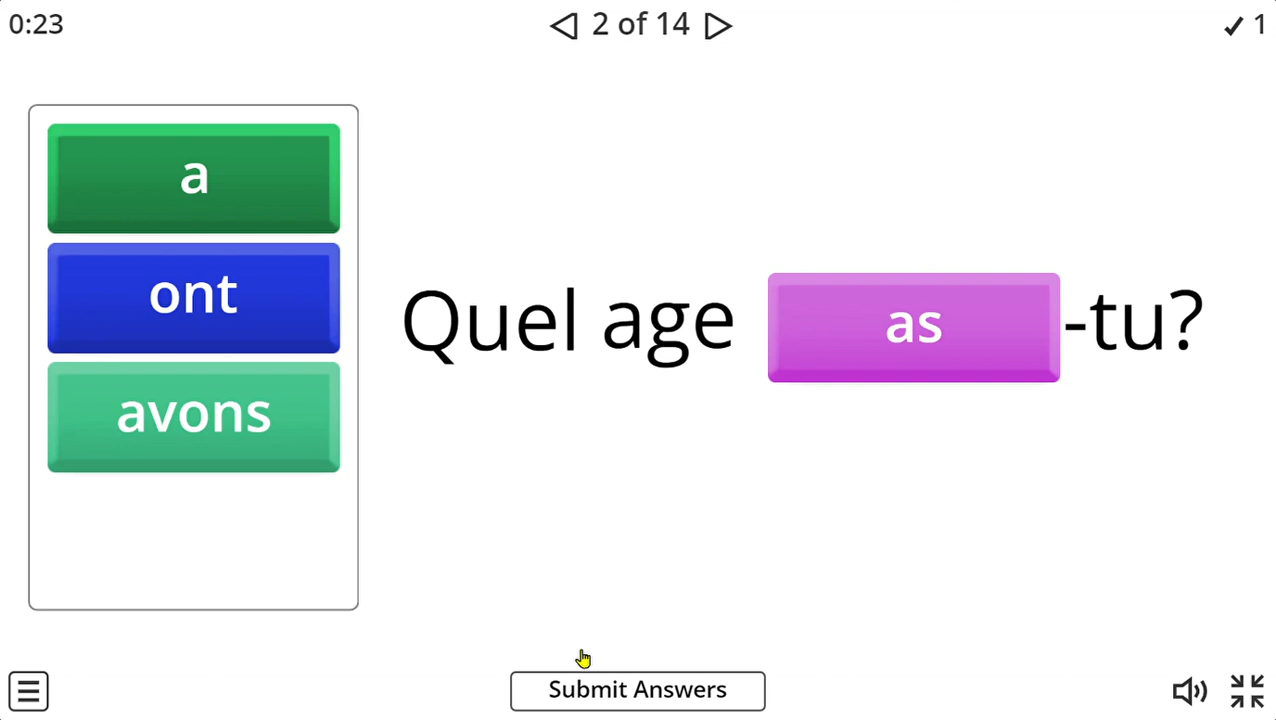 0:23
2 of 14
✓ 1
a
ont
avons
Quel age as -tu?
Submit Answers